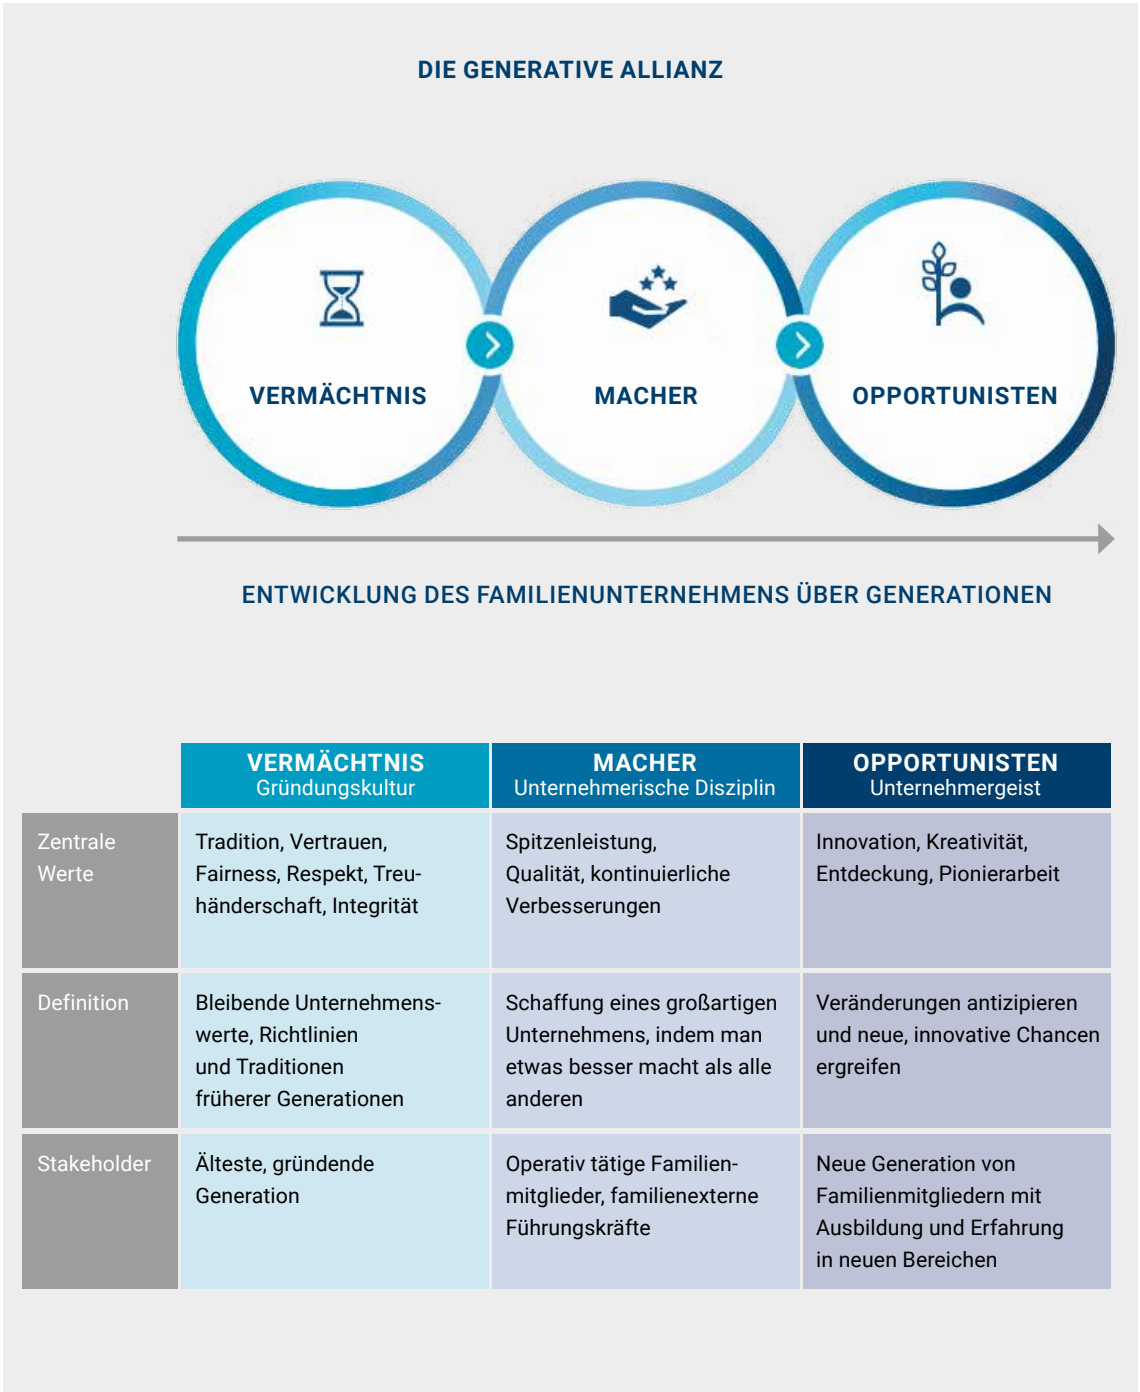 DIE GENERATIVE ALLIANZ
VERMÄCHTNIS
MACHER
OPPORTUNISTEN
ENTWICKLUNG DES FAMILIENUNTERNEHMENS ÜBER GENERATIONEN
VERMÄCHTNIS
Gründungskultur
MACHER
Unternehmerische Disziplin
OPPORTUNISTEN
Unternehmergeist
Zentrale
Werte
Tradition, Vertrauen,
Fairness, Respekt, Treu-
händerschaft, Integrität
Spitzenleistung,
Qualität, kontinuierliche
Verbesserungen
Innovation, Kreativität,
Entdeckung, Pionierarbeit
Definition
Bleibende Unternehmens-
werte, Richtlinien
und Traditionen
früherer Generationen
Schaffung eines großartigen
Unternehmens, indem man
etwas besser macht als alle
anderen
Veränderungen antizipieren
und neue, innovative Chancen
ergreifen
Stakeholder
Älteste, gründende
Generation
Operativ tätige Familien-
mitglieder, familienexterne
Führungskräfte
Neue Generation von
Familienmitgliedern mit
Ausbildung und Erfahrung
in neuen Bereichen